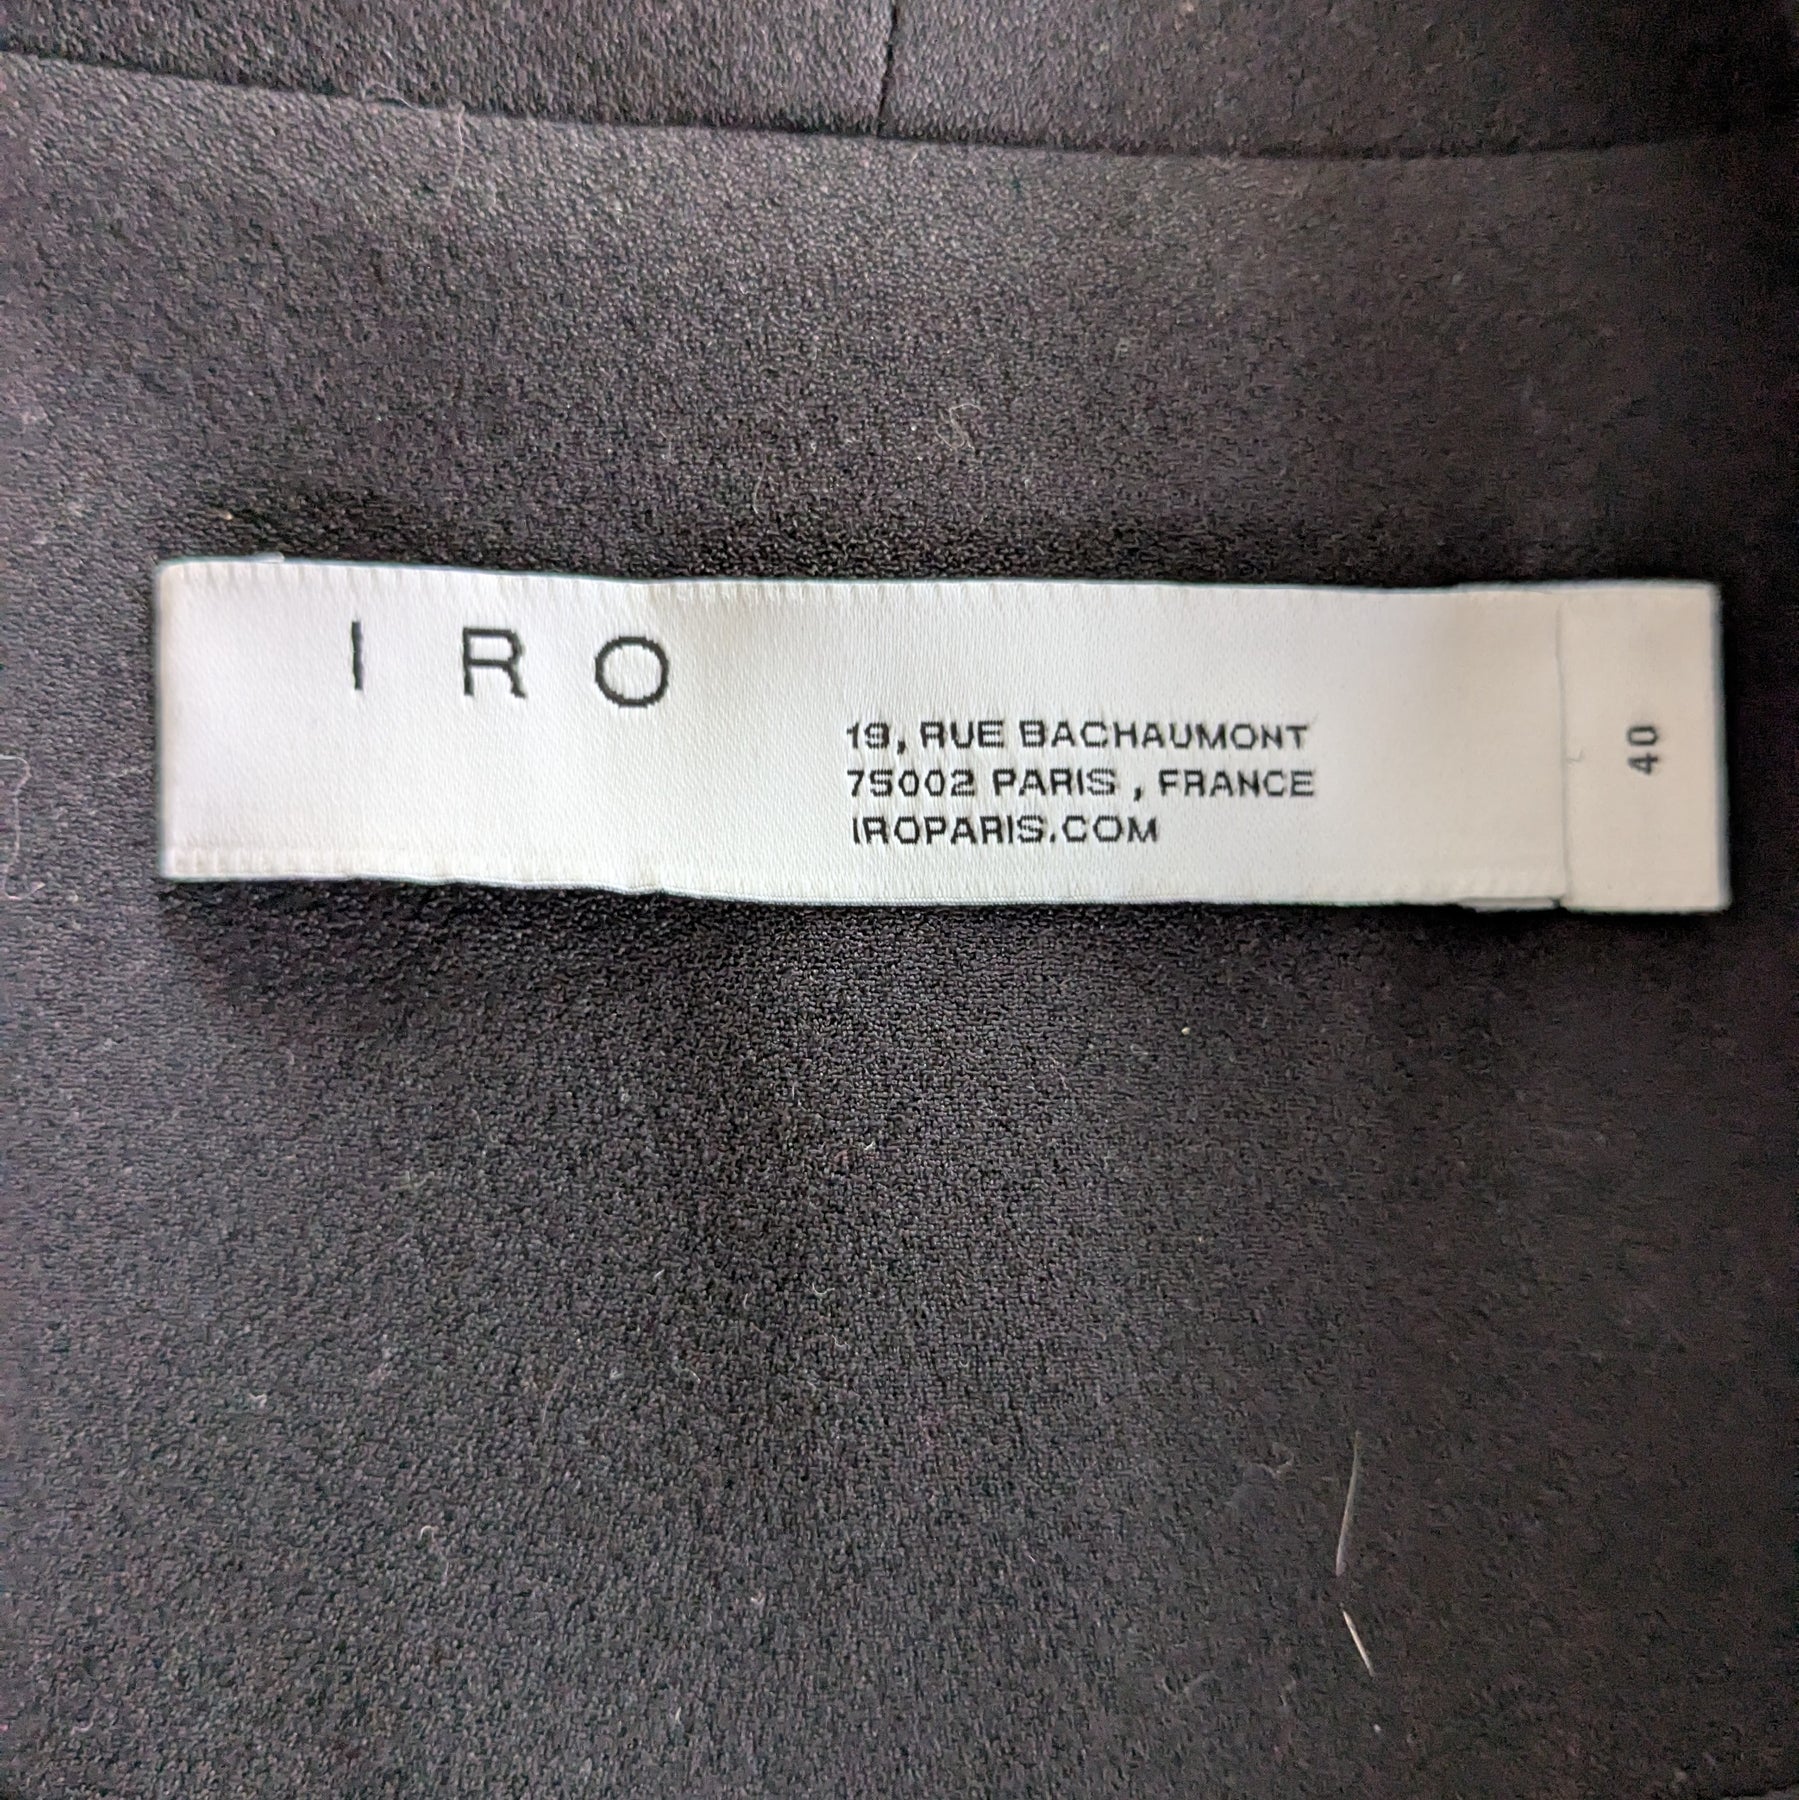 I R O
19, RUE BACHAUMONT
75002 PARIS , FRANCE
IROPARIS.COM
40